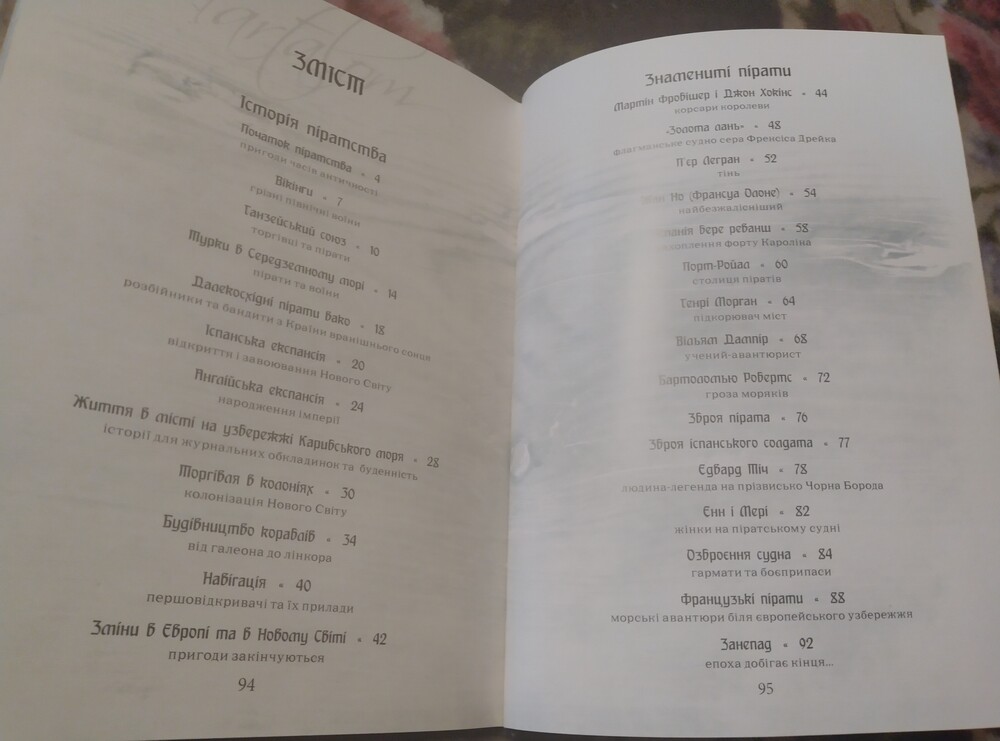 Зміст
Історія піратства
Початок піратства • 4
пригоди часів античності
Вікінги • 7
грізні північні воїни
Ганзейський союз • 10
торгівці та пірати
Турки в Середземному морі • 14
пірати та воїни
Далекосхідні пірати вако • 18
розбійники та бандити з Країни вранішнього сонця
Іспанська експансія • 20
відкриття і завоювання Нового Світу
Англійська експансія • 24
народження імперії
Життя в місті на узбережжі Карибського моря • 28
історії для журнальних обкладинок та буденність
Торгівля в колоніях • 30
колонізація Нового Світу
Будівництво кораблів • 34
від галеона до лінкора
Навігація • 40
першовідкривачі та їх прилади
Зміни в Європі та в Новому Світі • 42
пригоди закінчуються
94
Знамениті пірати
Мартін Фробішер і Джон Хокінс • 44
корсари королеви
«Золота лань» • 48
флагманське судно сера Френсіса Дрейка
П'єр Легран • 52
тінь
Но (Франсуа Олоне) • 54
найбезжалісніший
бере реванш • 58
форту Кароліна
Порт-Ройал • 60
столиця піратів
Генрі Морган • 64
підкорювач міст
Вільям Дампір • 68
учений-авантюрист
Бартоломью Робертс • 72
гроза моряків
Зброя пірата • 76
Зброя іспанського солдата • 77
Едвард Тіч • 78
людина-легенда на прізвисько Чорна Борода
Енн і Мері • 82
жінки на піратському судні
Озброєння судна • 84
гармати та боєприпаси
Французькі пірати • 88
морські авантюри біля європейського узбережжя
Занепад • 92
епоха добігає кінця...
95